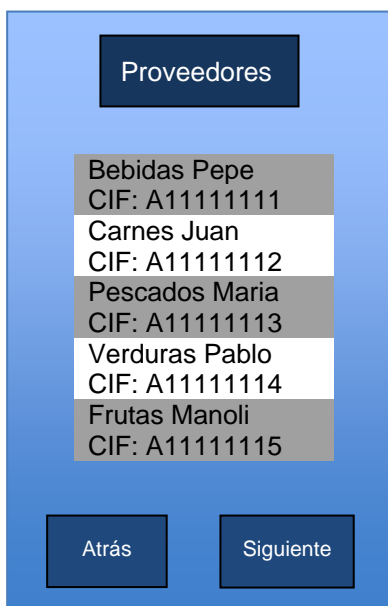 Proveedores
Bebidas Pepe
CIF: A11111111
Carnes Juan
CIF: A11111112
Pescados Maria
CIF: A11111113
Verduras Pablo
CIF: A11111114
Frutas Manoli
CIF: A11111115
Atrás
Siguiente